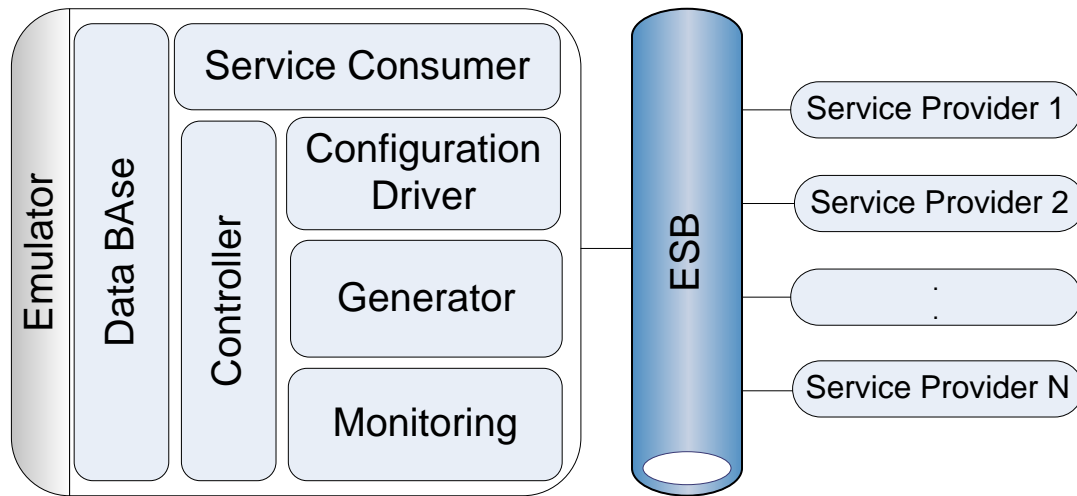 Emulator
Data BAse
Service Consumer
Controller
Configuration
Driver
Generator
Monitoring
ESB
Service Provider 1
Service Provider 2
.
.
Service Provider N